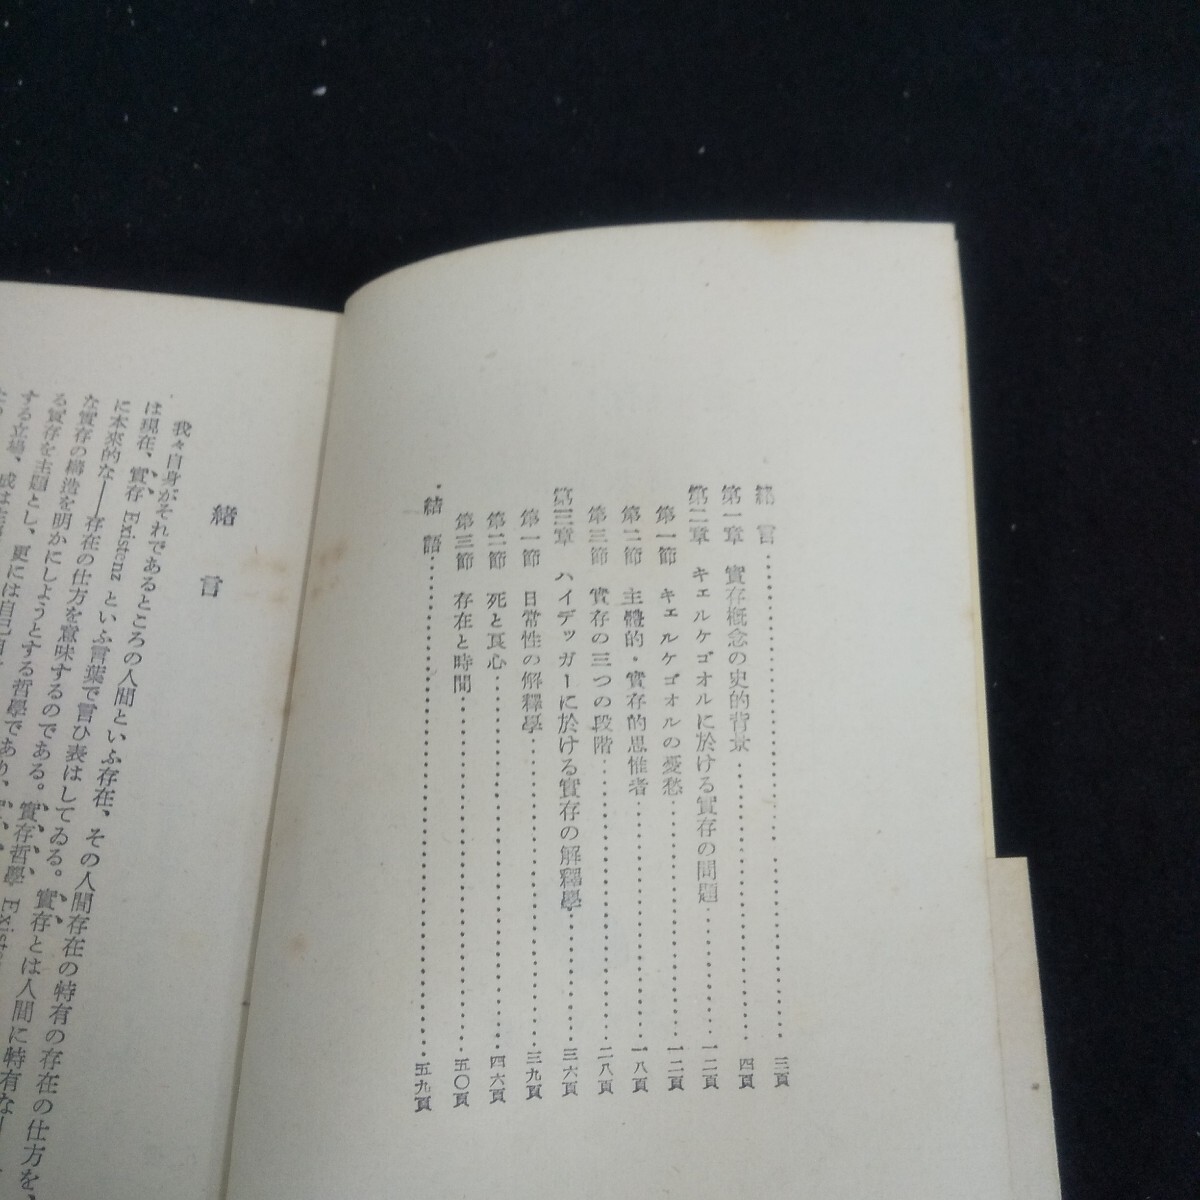 緒言 三頁
第一章 實存概念の史的背景 四頁
第二章 キェルケゴオルに於ける實存の問題 一二頁
第一節 キェルケゴオルの憂愁 一二頁
第二節 主體的・實存的思惟者 一八頁
第三節 實存の三つの段階 二八頁
第三章 ハイデッガーに於ける實存の解釋學 三六頁
第一節 日常性の解釋學 三九頁
第二節 死と良心 四六頁
第三節 存在と時間 五〇頁
結語 五九頁
緒言
我々自身がそれであるところの人間といふ存在、その人間存在の特有の存在の仕方を、
は現在、實存 Existenz といふ言葉で言ひ表はしてゐる。實存とは人間に特有な――
に本來的な――存在の仕方を意味するのである。實存哲學
な實存の構造を明かにしようとする哲學であり、
る實存を主題とし、更には自己自
する立場、或は